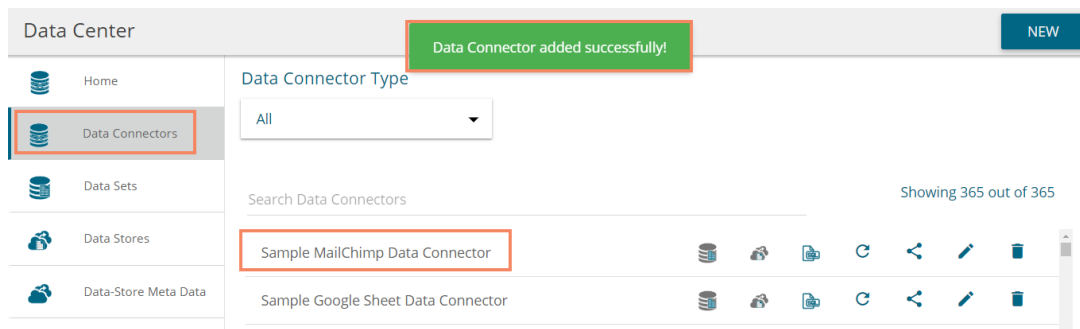 Data Center
Data Connector added successfully!
NEW
Home
Data Connectors
Data Sets
Data Stores
Data-Store Meta Data
Data Connector Type
All
Search Data Connectors
Showing 365 out of 365
Sample MailChimp Data Connector
Sample Google Sheet Data Connector